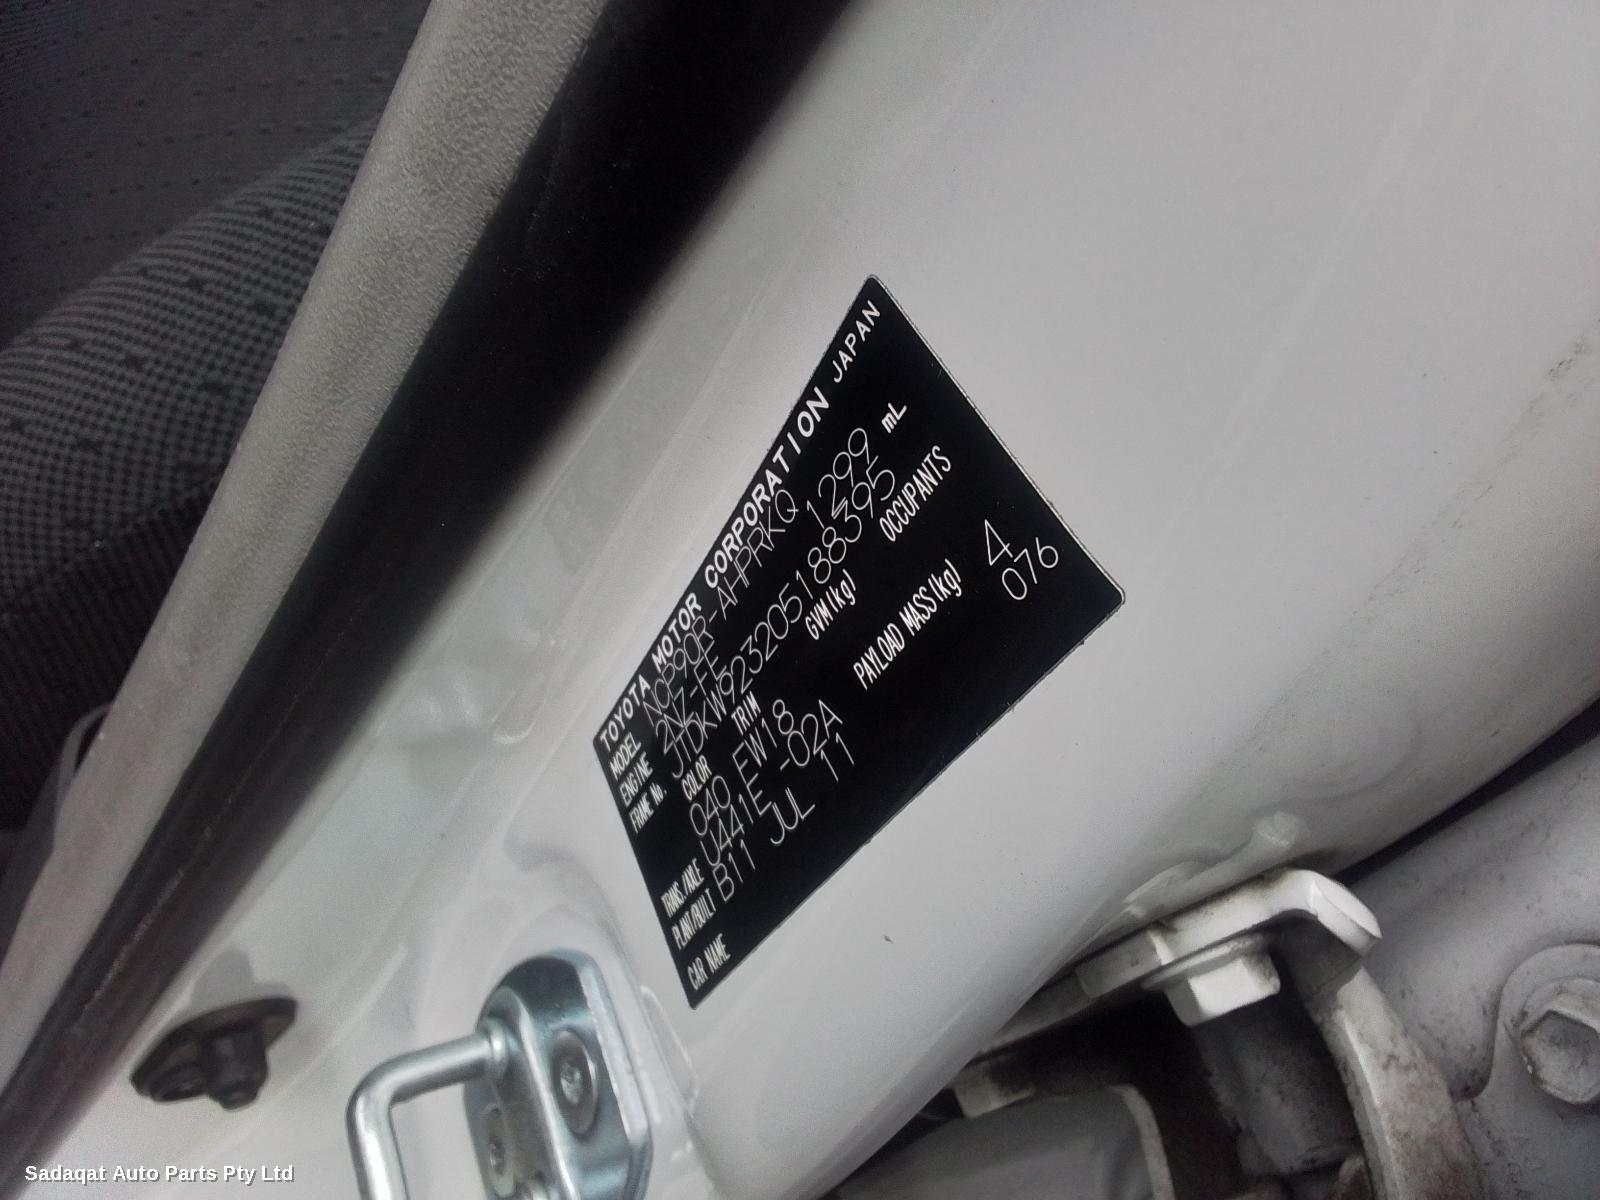 TOYOTA MOTOR CORPORATION JAPAN
MODEL NCP90R-AHPRKQ
ENGINE 2NZ-FE 1299 mL
FRAME No. JTDKW923205188395
COLOR TRIM GVM(kg) OCCUPANTS
040 FW18 4
TRANS./AXLE U441E -02A PAYLOAD MASS(kg) 076
PLANT/BUILT B11 JUL 11
CAR NAME
Sadaqat Auto Parts Pty Ltd